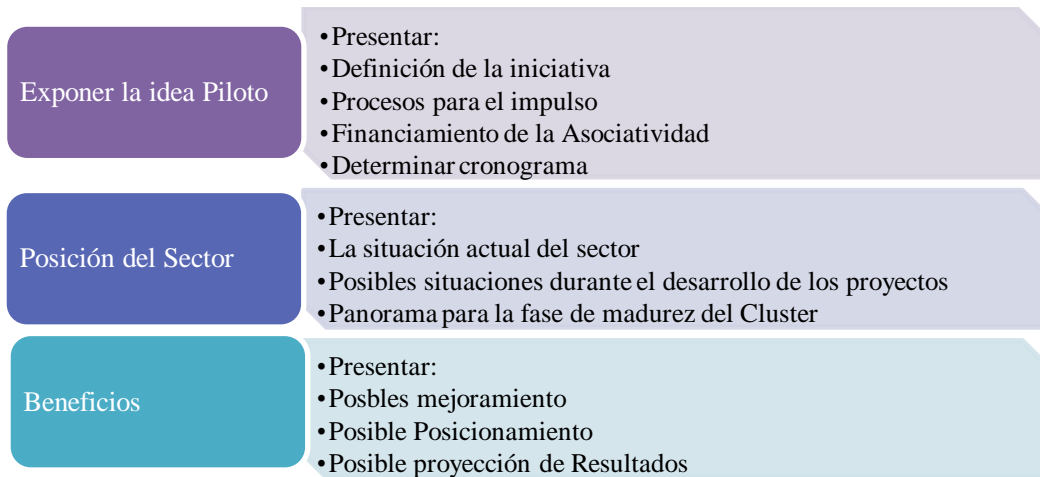 Exponer la idea Piloto
•Presentar:
•Definición de la iniciativa
•Procesos para el impulso
•Financiamiento de la Asociatividad
•Determinar cronograma
Posición del Sector
•Presentar:
•La situación actual del sector
•Posibles situaciones durante el desarrollo de los proyectos
•Panorama para la fase de madurez del Cluster
Beneficios
•Presentar:
•Posbles mejoramiento
•Posible Posicionamiento
•Posible proyección de Resultados